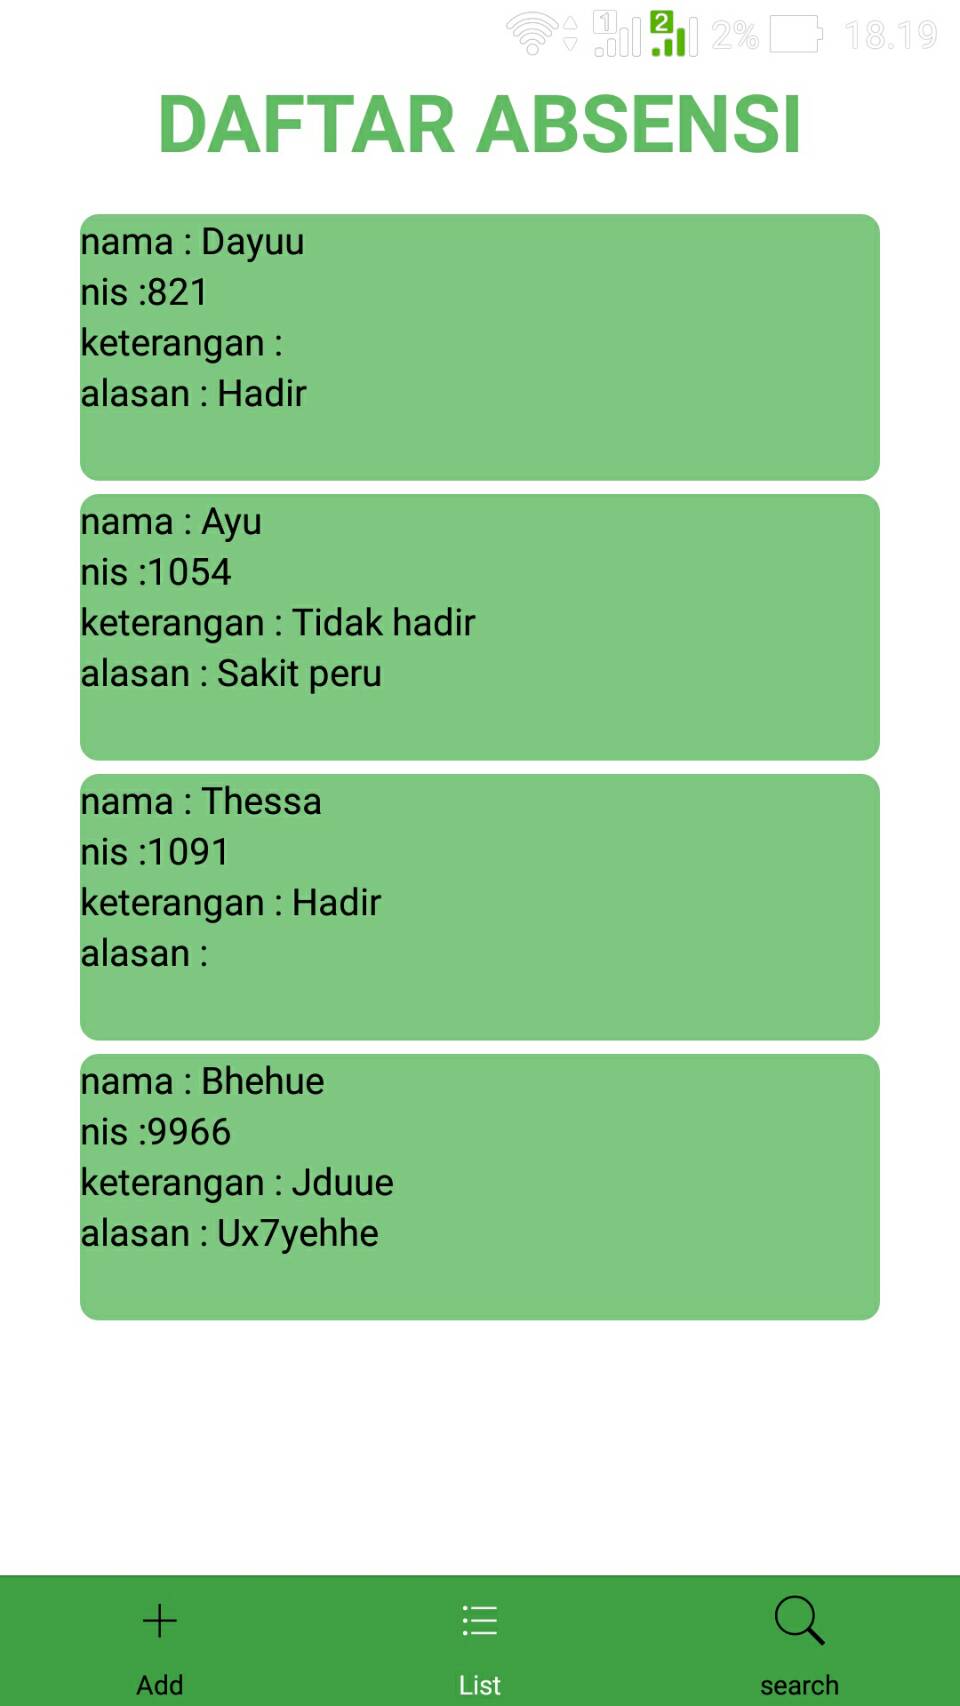 1 2 2% 18.19
DAFTAR ABSENSI
nama : Dayuu
nis :821
keterangan :
alasan : Hadir
nama : Ayu
nis :1054
keterangan : Tidak hadir
alasan : Sakit peru
nama : Thessa
nis :1091
keterangan : Hadir
alasan :
nama : Bhehue
nis :9966
keterangan : Jduue
alasan : Ux7yehhe
Add List search